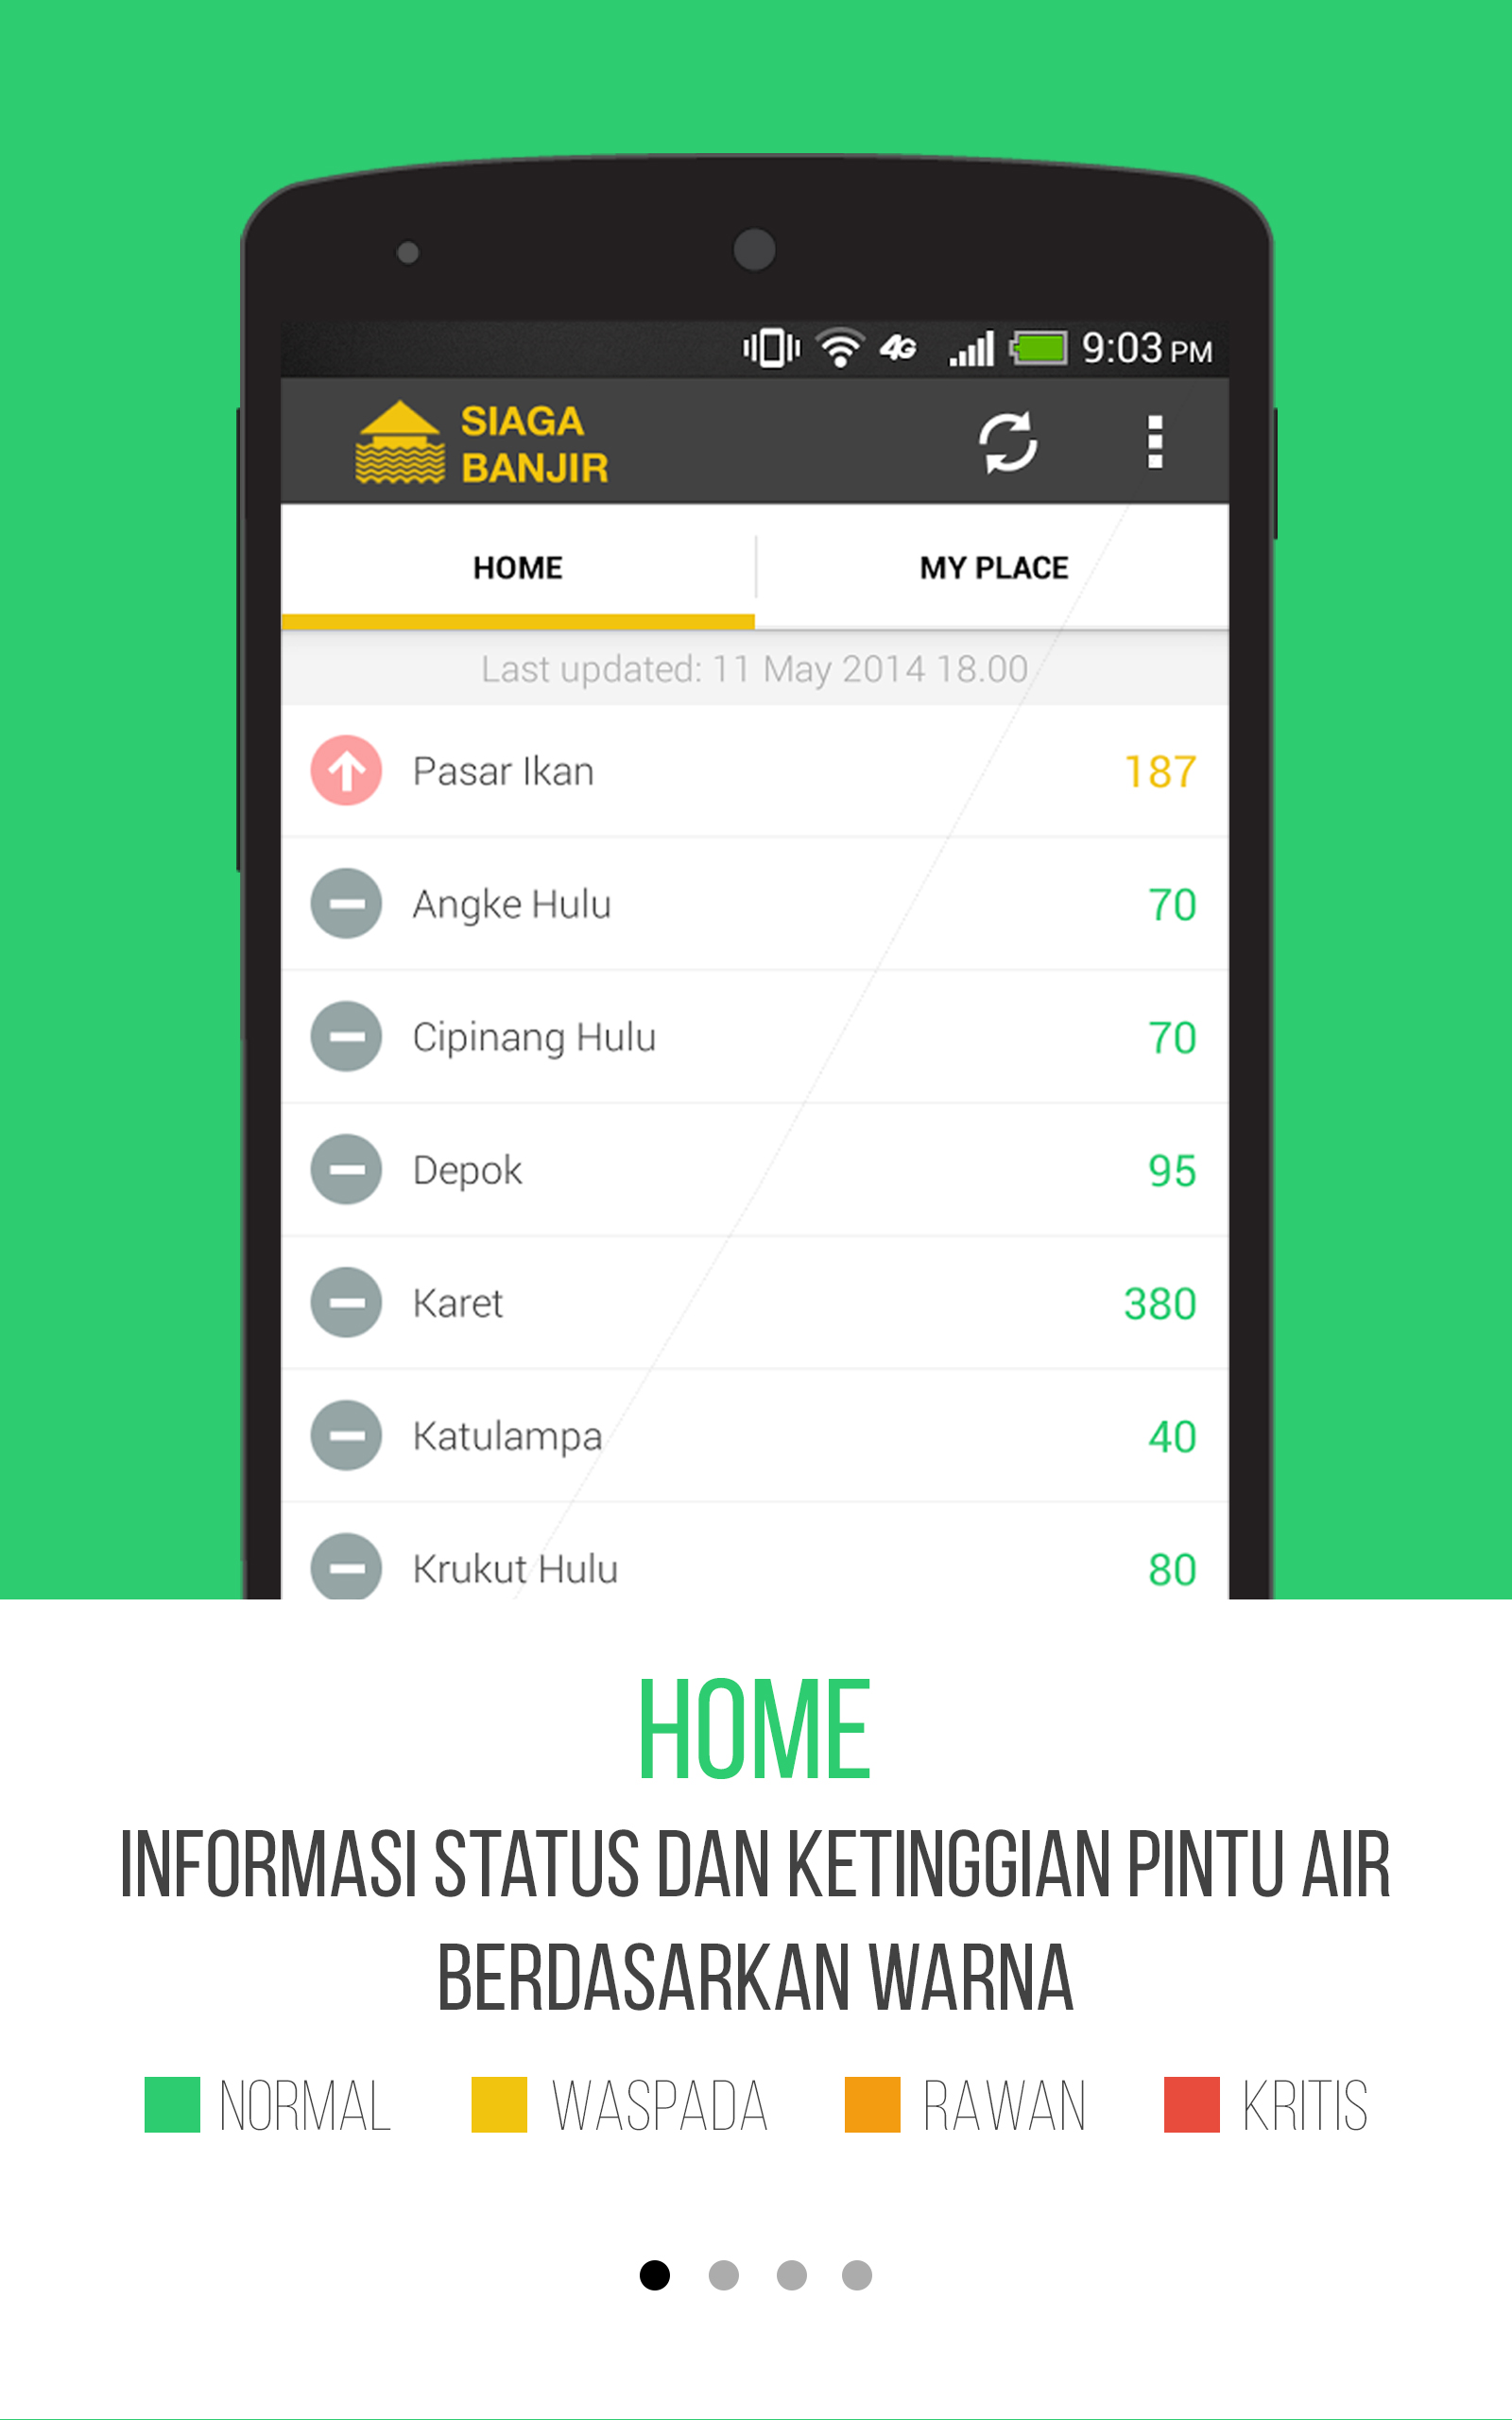 4G 9:03 PM
SIAGA
BANJIR
HOME MY PLACE
Last updated: 11 May 2014 18.00
Pasar Ikan 187
Angke Hulu 70
Cipinang Hulu 70
Depok 95
Karet 380
Katulampa 40
Krukut Hulu 80
HOME
INFORMASI STATUS DAN KETINGGIAN PINTU AIR
BERDASARKAN WARNA
NORMAL WASPADA RAWAN KRITIS